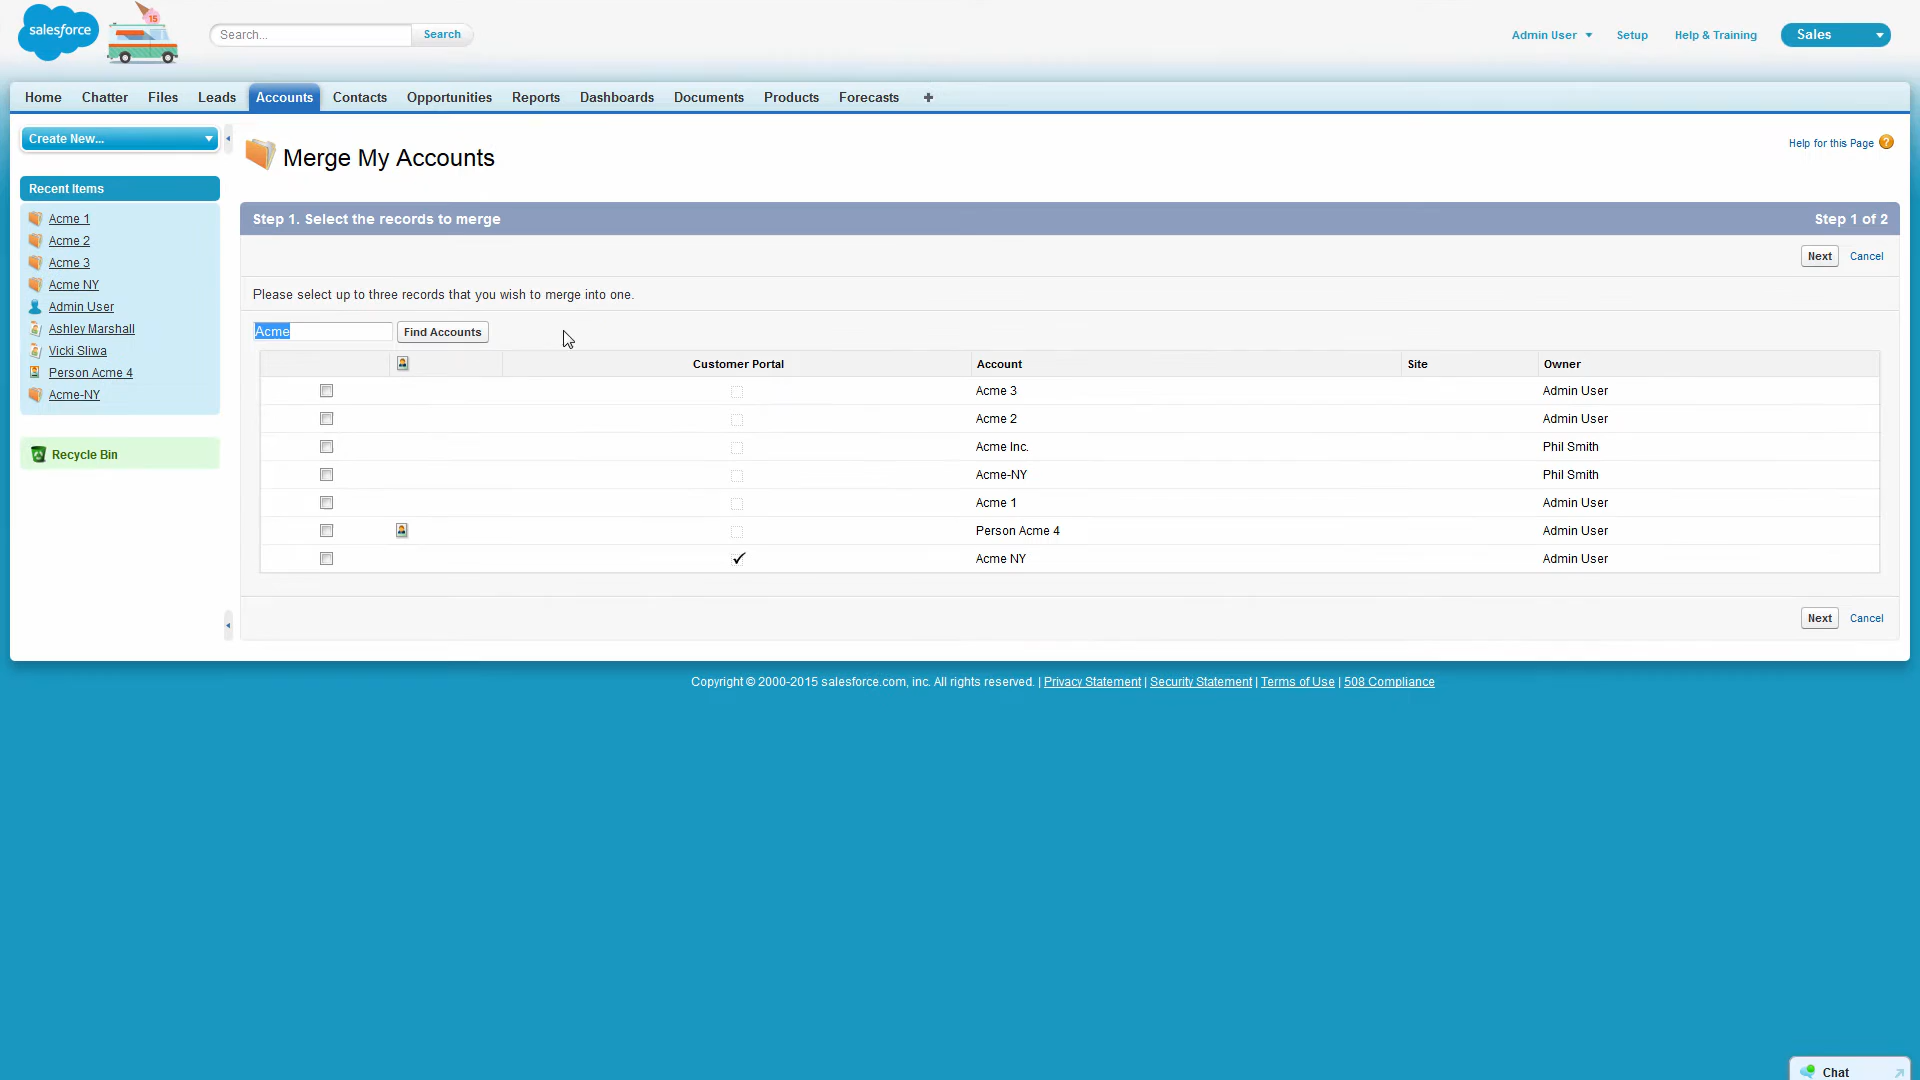 salesforce
15
Search...
Search
Admin User
Setup
Help & Training
Sales
Home
Chatter
Files
Leads
Accounts
Contacts
Opportunities
Reports
Dashboards
Documents
Products
Forecasts
+
Create New...
Recent Items
Acme 1
Acme 2
Acme 3
Acme NY
Admin User
Ashley Marshall
Vicki Sliwa
Person Acme 4
Acme-NY
Recycle Bin
Merge My Accounts
Help for this Page ?
Step 1. Select the records to merge
Step 1 of 2
Next Cancel
Please select up to three records that you wish to merge into one.
Acme
Find Accounts
Customer Portal Account Site Owner
Acme 3 Admin User
Acme 2 Admin User
Acme Inc. Phil Smith
Acme-NY Phil Smith
Acme 1 Admin User
Person Acme 4 Admin User
Acme NY Admin User
Next Cancel
Copyright © 2000-2015 salesforce.com, inc. All rights reserved. | Privacy Statement | Security Statement | Terms of Use | 508 Compliance
Chat